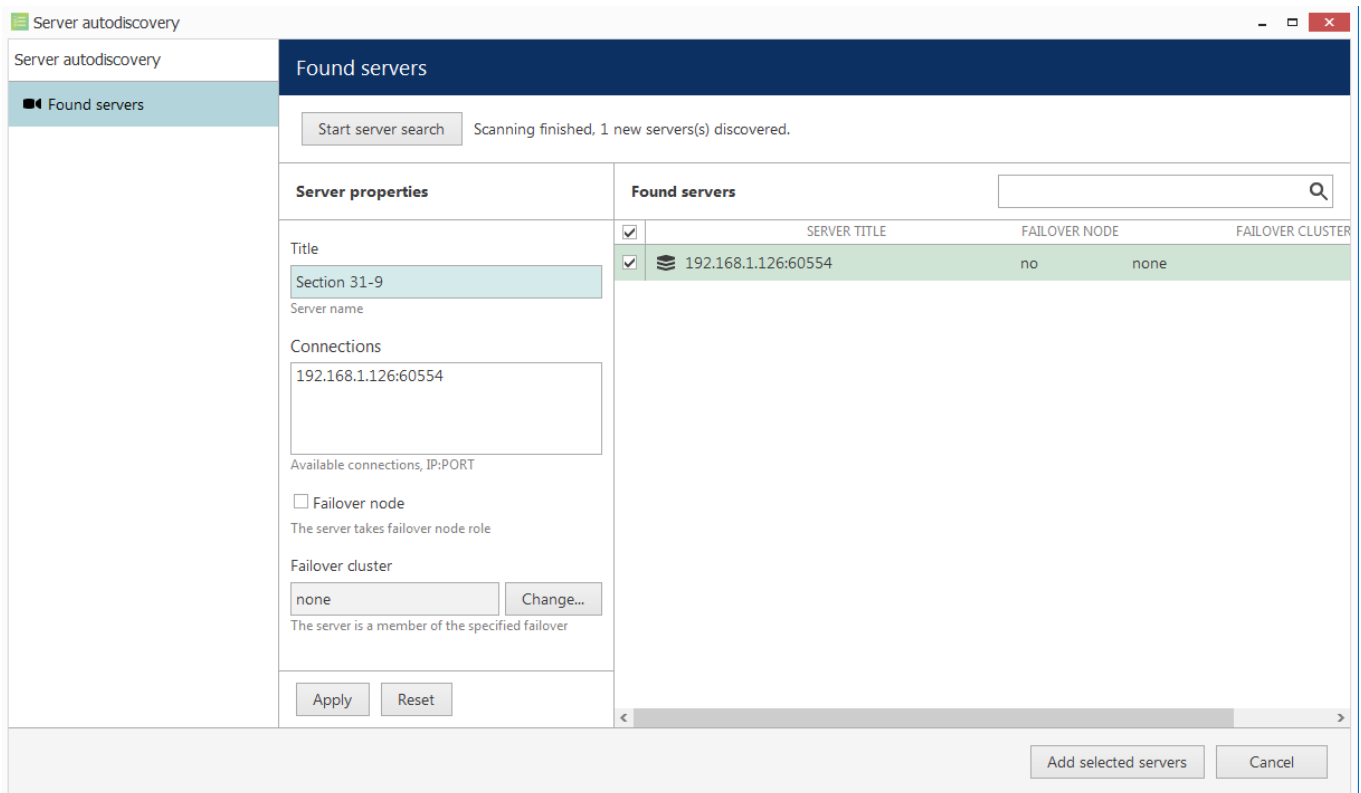 Server autodiscovery
Server autodiscovery
Found servers
Found servers
Start server search
Scanning finished, 1 new servers(s) discovered.
Server properties
Title
Section 31-9
Server name
Connections
192.168.1.126:60554
Available connections, IP:PORT
Failover node
The server takes failover node role
Failover cluster
none
Change...
The server is a member of the specified failover
Apply
Reset
Found servers
SERVER TITLE FAILOVER NODE FAILOVER CLUSTER
192.168.1.126:60554 no none
Add selected servers
Cancel